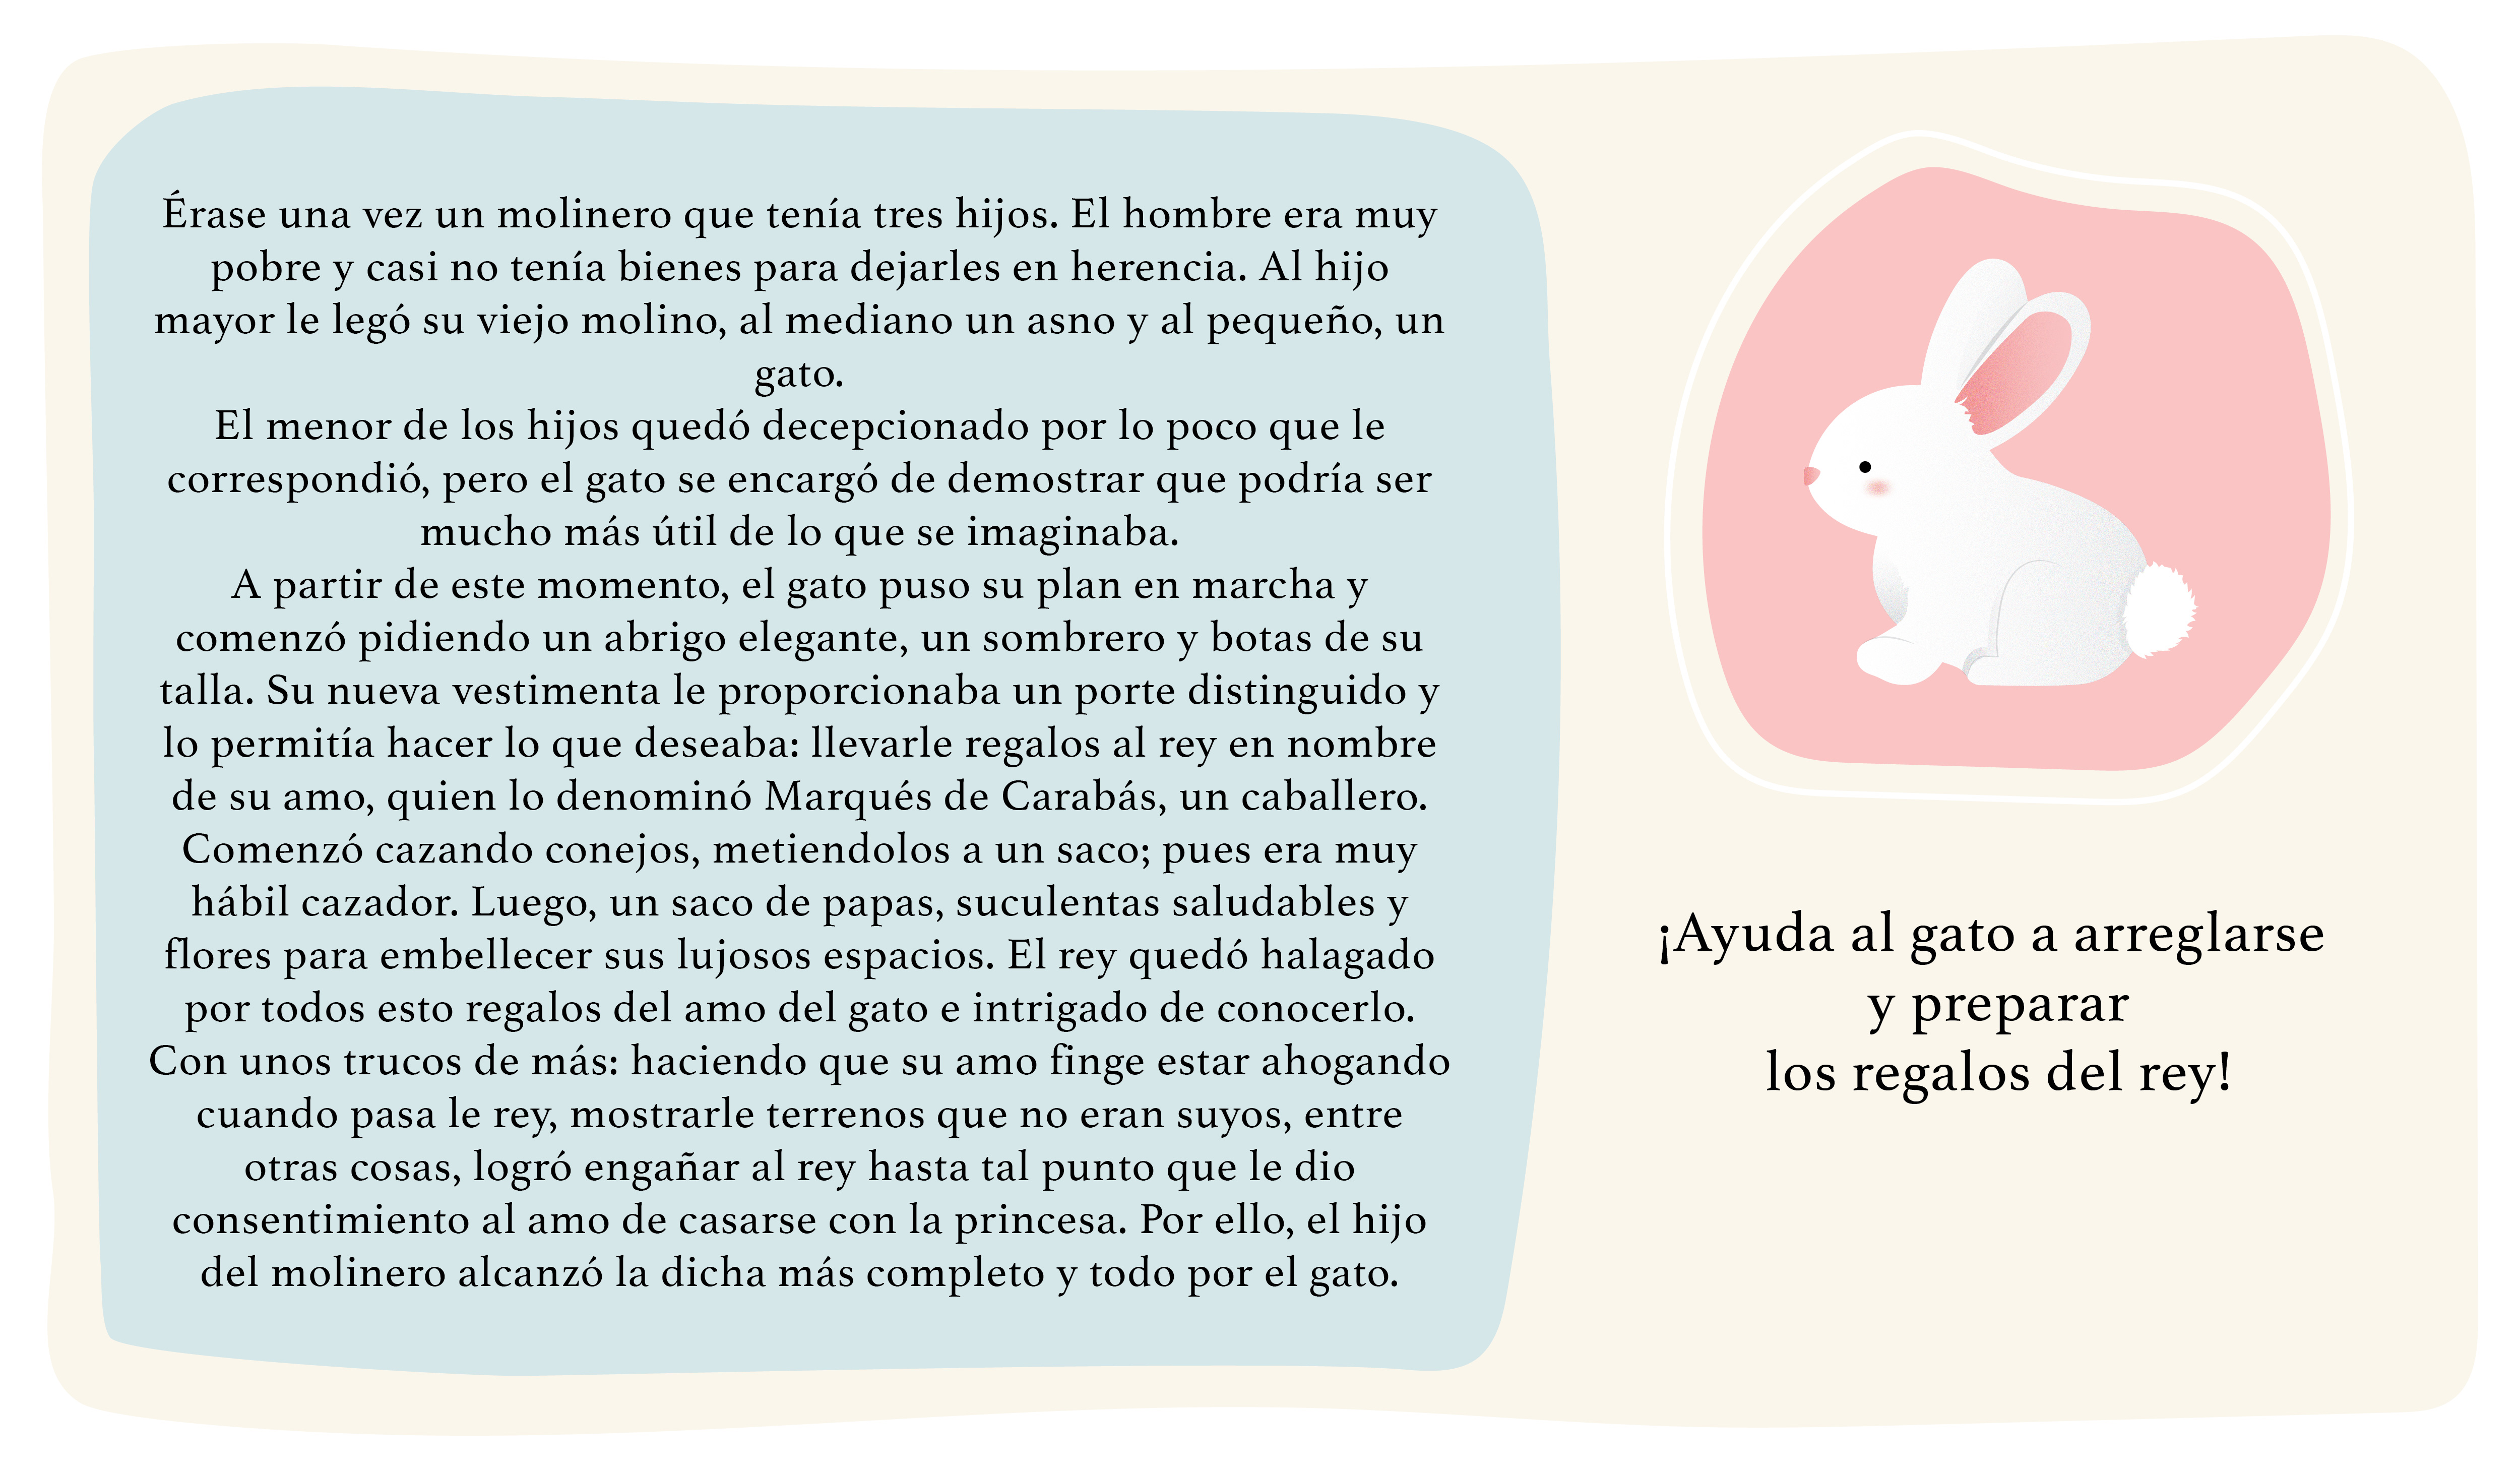 Érase una vez un molinero que tenía tres hijos. El hombre era muy
pobre y casi no tenía bienes para dejarles en herencia. Al hijo
mayor le legó su viejo molino, al mediano un asno y al pequeño, un
gato.
El menor de los hijos quedó decepcionado por lo poco que le
correspondió, pero el gato se encargó de demostrar que podría ser
mucho más útil de lo que se imaginaba.
A partir de este momento, el gato puso su plan en marcha y
comenzó pidiendo un abrigo elegante, un sombrero y botas de su
talla. Su nueva vestimenta le proporcionaba un porte distinguido y
lo permitía hacer lo que deseaba: llevarle regalos al rey en nombre
de su amo, quien lo denominó Marqués de Carabás, un caballero.
Comenzó cazando conejos, metiendolos a un saco; pues era muy
hábil cazador. Luego, un saco de papas, suculentas saludables y
flores para embellecer sus lujosos espacios. El rey quedó halagado
por todos esto regalos del amo del gato e intrigado de conocerlo.
Con unos trucos de más: haciendo que su amo finge estar ahogando
cuando pasa le rey, mostrarle terrenos que no eran suyos, entre
otras cosas, logró engañar al rey hasta tal punto que le dio
consentimiento al amo de casarse con la princesa. Por ello, el hijo
del molinero alcanzó la dicha más completo y todo por el gato.
¡Ayuda al gato a arreglarse
y preparar
los regalos del rey!